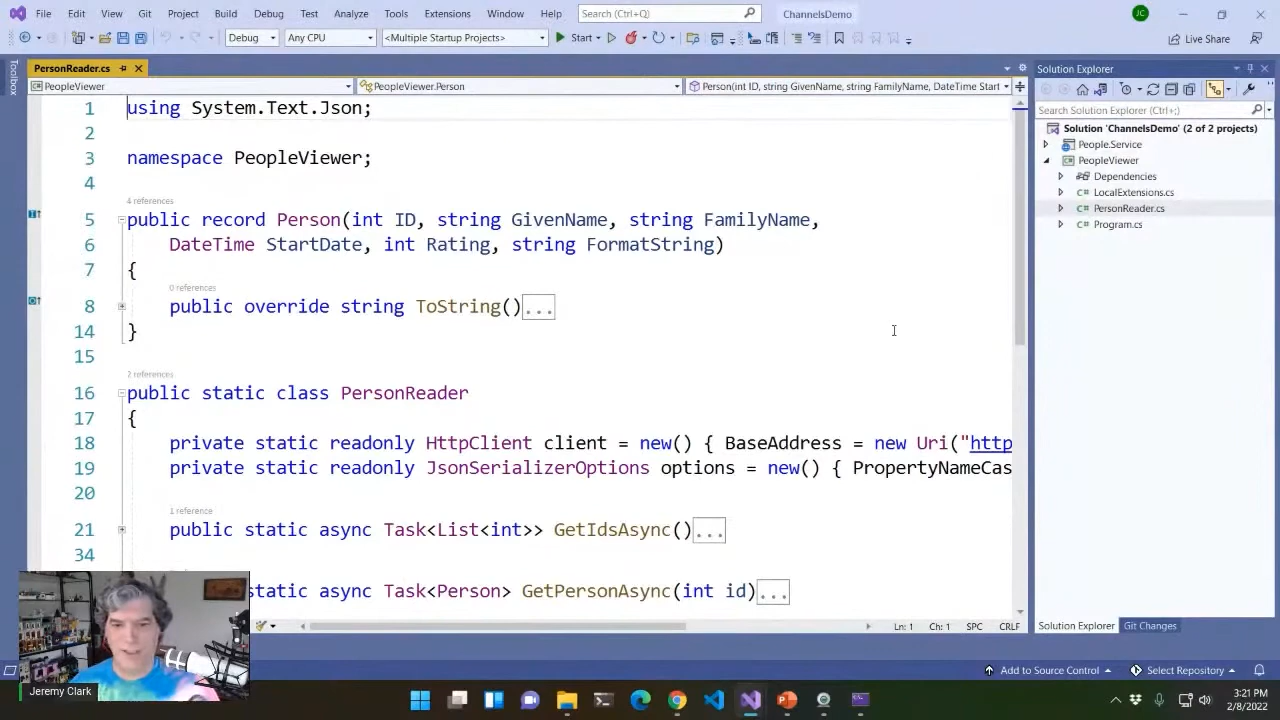 File Edit View Git Project Build Debug Test Analyze Tools Extensions Window Help Search (Ctrl+Q) ChannelsDemo JC
Debug Any CPU <Multiple Startup Projects> Start Live Share
Toolbox
PersonReader.cs
PeopleViewer PeopleViewer.Person Person(int ID, string GivenName, string FamilyName, DateTime Start
1 using System.Text.Json;
2
3 namespace PeopleViewer;
4
4 references
5 public record Person(int ID, string GivenName, string FamilyName,
6 DateTime StartDate, int Rating, string FormatString)
7 {
0 references
8 public override string ToString()...
14 }
15
2 references
16 public static class PersonReader
17 {
18 private static readonly HttpClient client = new() { BaseAddress = new Uri("http
19 private static readonly JsonSerializerOptions options = new() { PropertyNameCas
20
1 reference
21 public static async Task<List<int>> GetIdsAsync()...
34
static async Task<Person> GetPersonAsync(int id)...
Ln: 1 Ch: 1 SPC CRLF
Solution Explorer
Search Solution Explorer (Ctrl+;)
Solution 'ChannelsDemo' (2 of 2 projects)
People.Service
PeopleViewer
Dependencies
LocalExtensions.cs
PersonReader.cs
Program.cs
Solution Explorer Git Changes
Add to Source Control Select Repository
Jeremy Clark
3:21 PM
2/8/2022